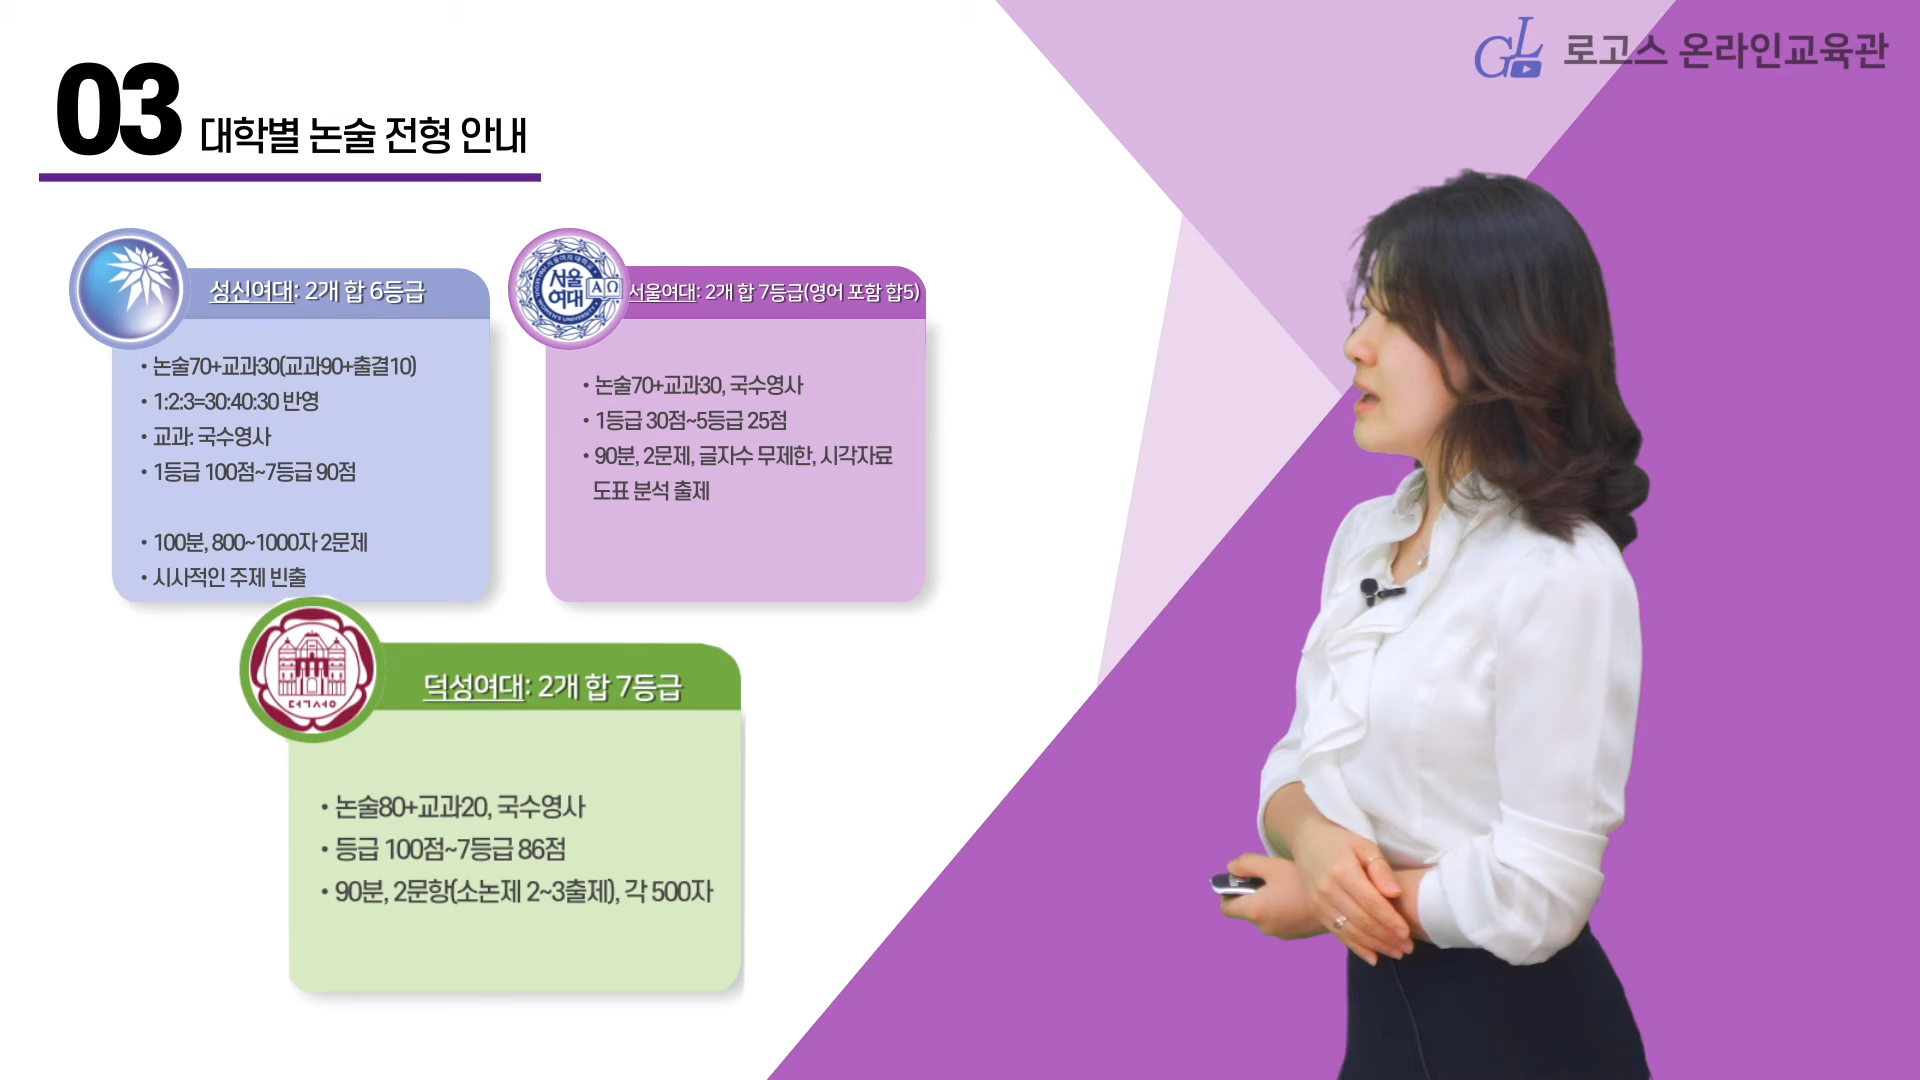 GL 로고스 온라인교육관
03 대학별 논술 전형 안내
성신여대: 2개 합 6등급
• 논술70+교과30(교과90+출결10)
• 1:2:3=30:40:30 반영
• 교과: 국수영사
• 1등급 100점~7등급 90점
• 100분, 800~1000자 2문제
• 시사적인 주제 빈출
서울
여대
ΑΩ
서울여대: 2개 합 7등급(영어 포함 합5)
• 논술70+교과30, 국수영사
• 1등급 30점~5등급 25점
• 90분, 2문제, 글자수 무제한, 시각자료
도표 분석 출제
덕성여대: 2개 합 7등급
• 논술80+교과20, 국수영사
• 등급 100점~7등급 86점
• 90분, 2문항(소논제 2~3출제), 각 500자